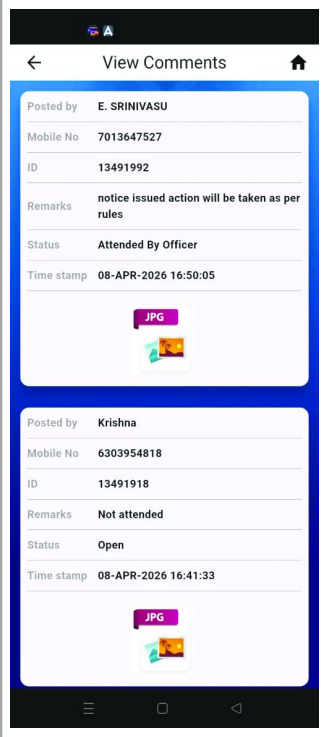 View Comments
Posted by E. SRINIVASU
Mobile No 7013647527
ID 13491992
Remarks notice issued action will be taken as per
rules
Status Attended By Officer
Time stamp 08-APR-2026 16:50:05
JPG
Posted by Krishna
Mobile No 6303954818
ID 13491918
Remarks Not attended
Status Open
Time stamp 08-APR-2026 16:41:33
JPG